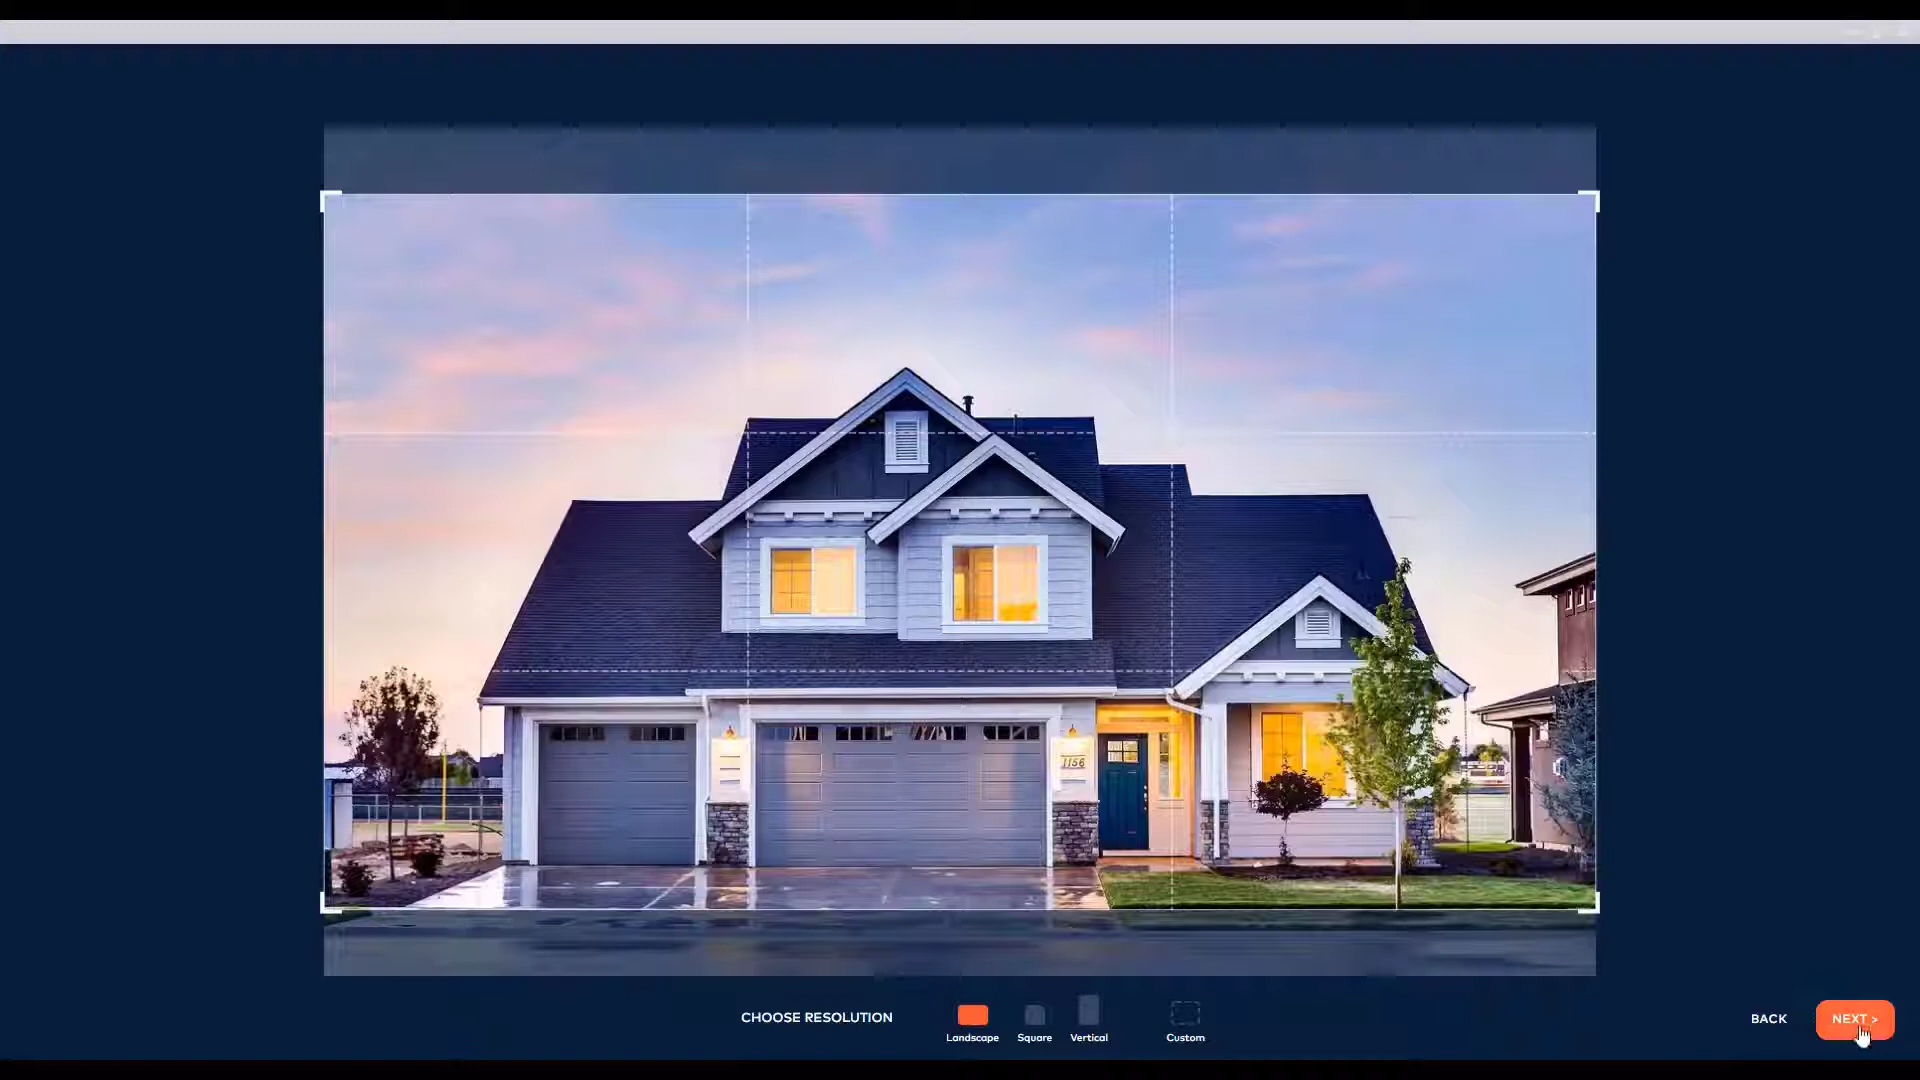 1156
CHOOSE RESOLUTION
Landscape
Square
Vertical
Custom
BACK
NEXT >